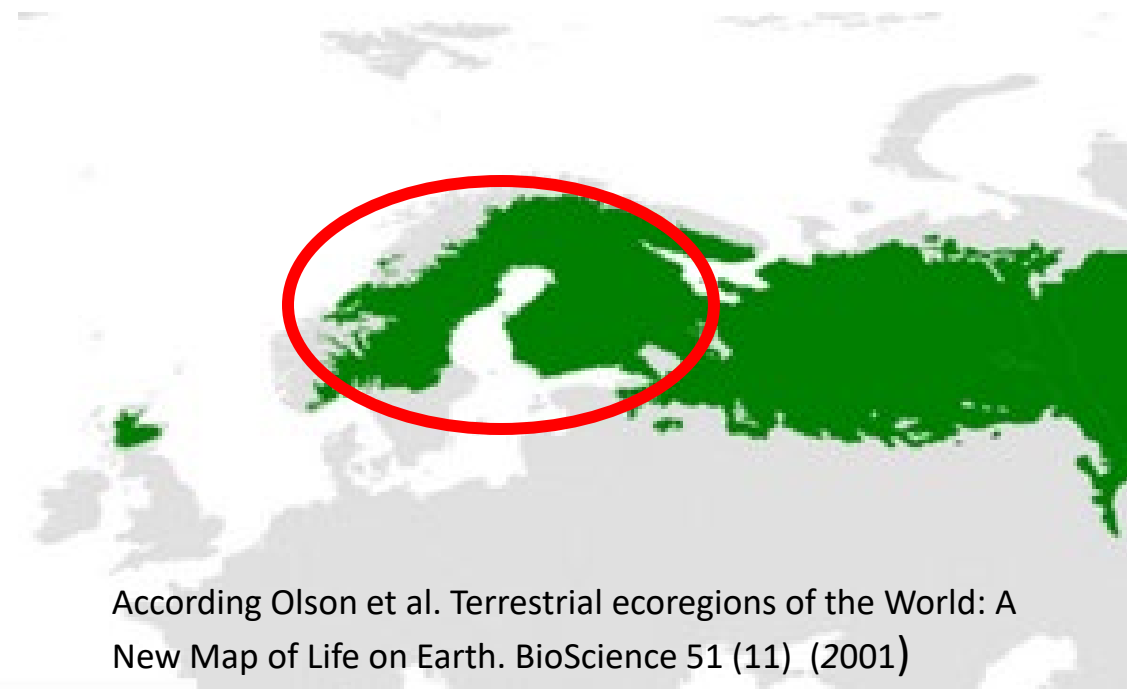 According Olson et al. Terrestrial ecoregions of the World: A
New Map of Life on Earth. BioScience 51 (11) (2001)